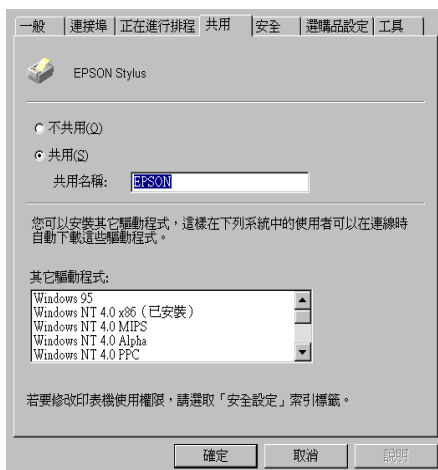 一般 連接埠 正在進行排程 共用 安全 選購品設定 工具
EPSON Stylus
不共用(O)
共用(S)
共用名稱: EPSON
您可以安裝其它驅動程式，這樣在下列系統中的使用者可以在連線時
自動下載這些驅動程式。
其它驅動程式:
Windows 95
Windows NT 4.0 x86（已安裝）
Windows NT 4.0 MIPS
Windows NT 4.0 Alpha
Windows NT 4.0 PPC
若要修改印表機使用權限，請選取「安全設定」索引標籤。
確定 取消 說明